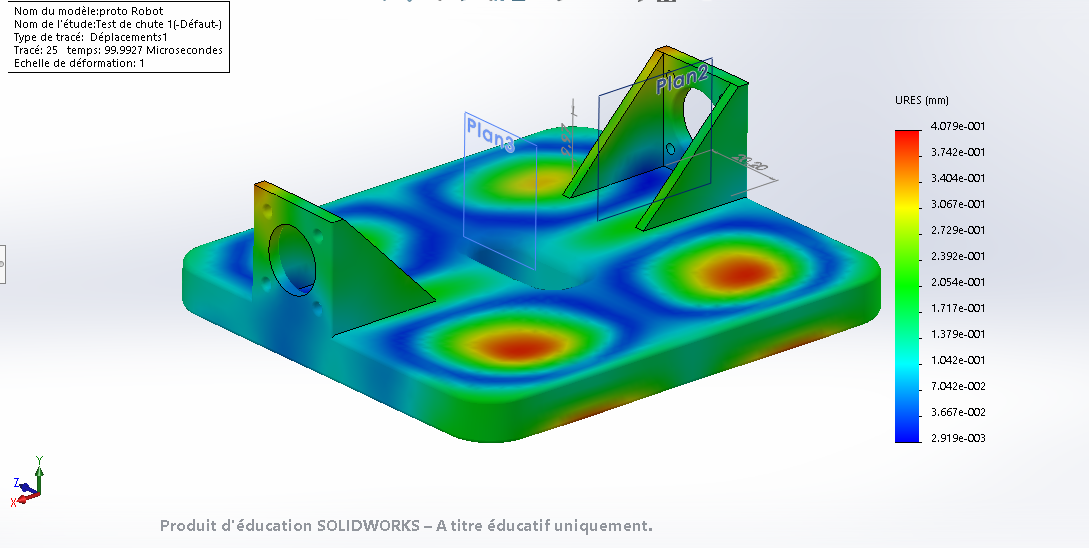 Nom du modèle:proto Robot
Nom de l'étude:Test de chute 1(-Défaut-)
Type de tracé: Déplacements1
Tracé: 25 temps: 99.9927 Microsecondes
Echelle de déformation: 1
Plan2
Plan3
URES (mm)
4.079e-001
3.742e-001
3.404e-001
3.067e-001
2.729e-001
2.392e-001
2.054e-001
1.717e-001
1.379e-001
1.042e-001
7.042e-002
3.667e-002
2.919e-003
Y
Z
X
Produit d'éducation SOLIDWORKS – A titre éducatif uniquement.